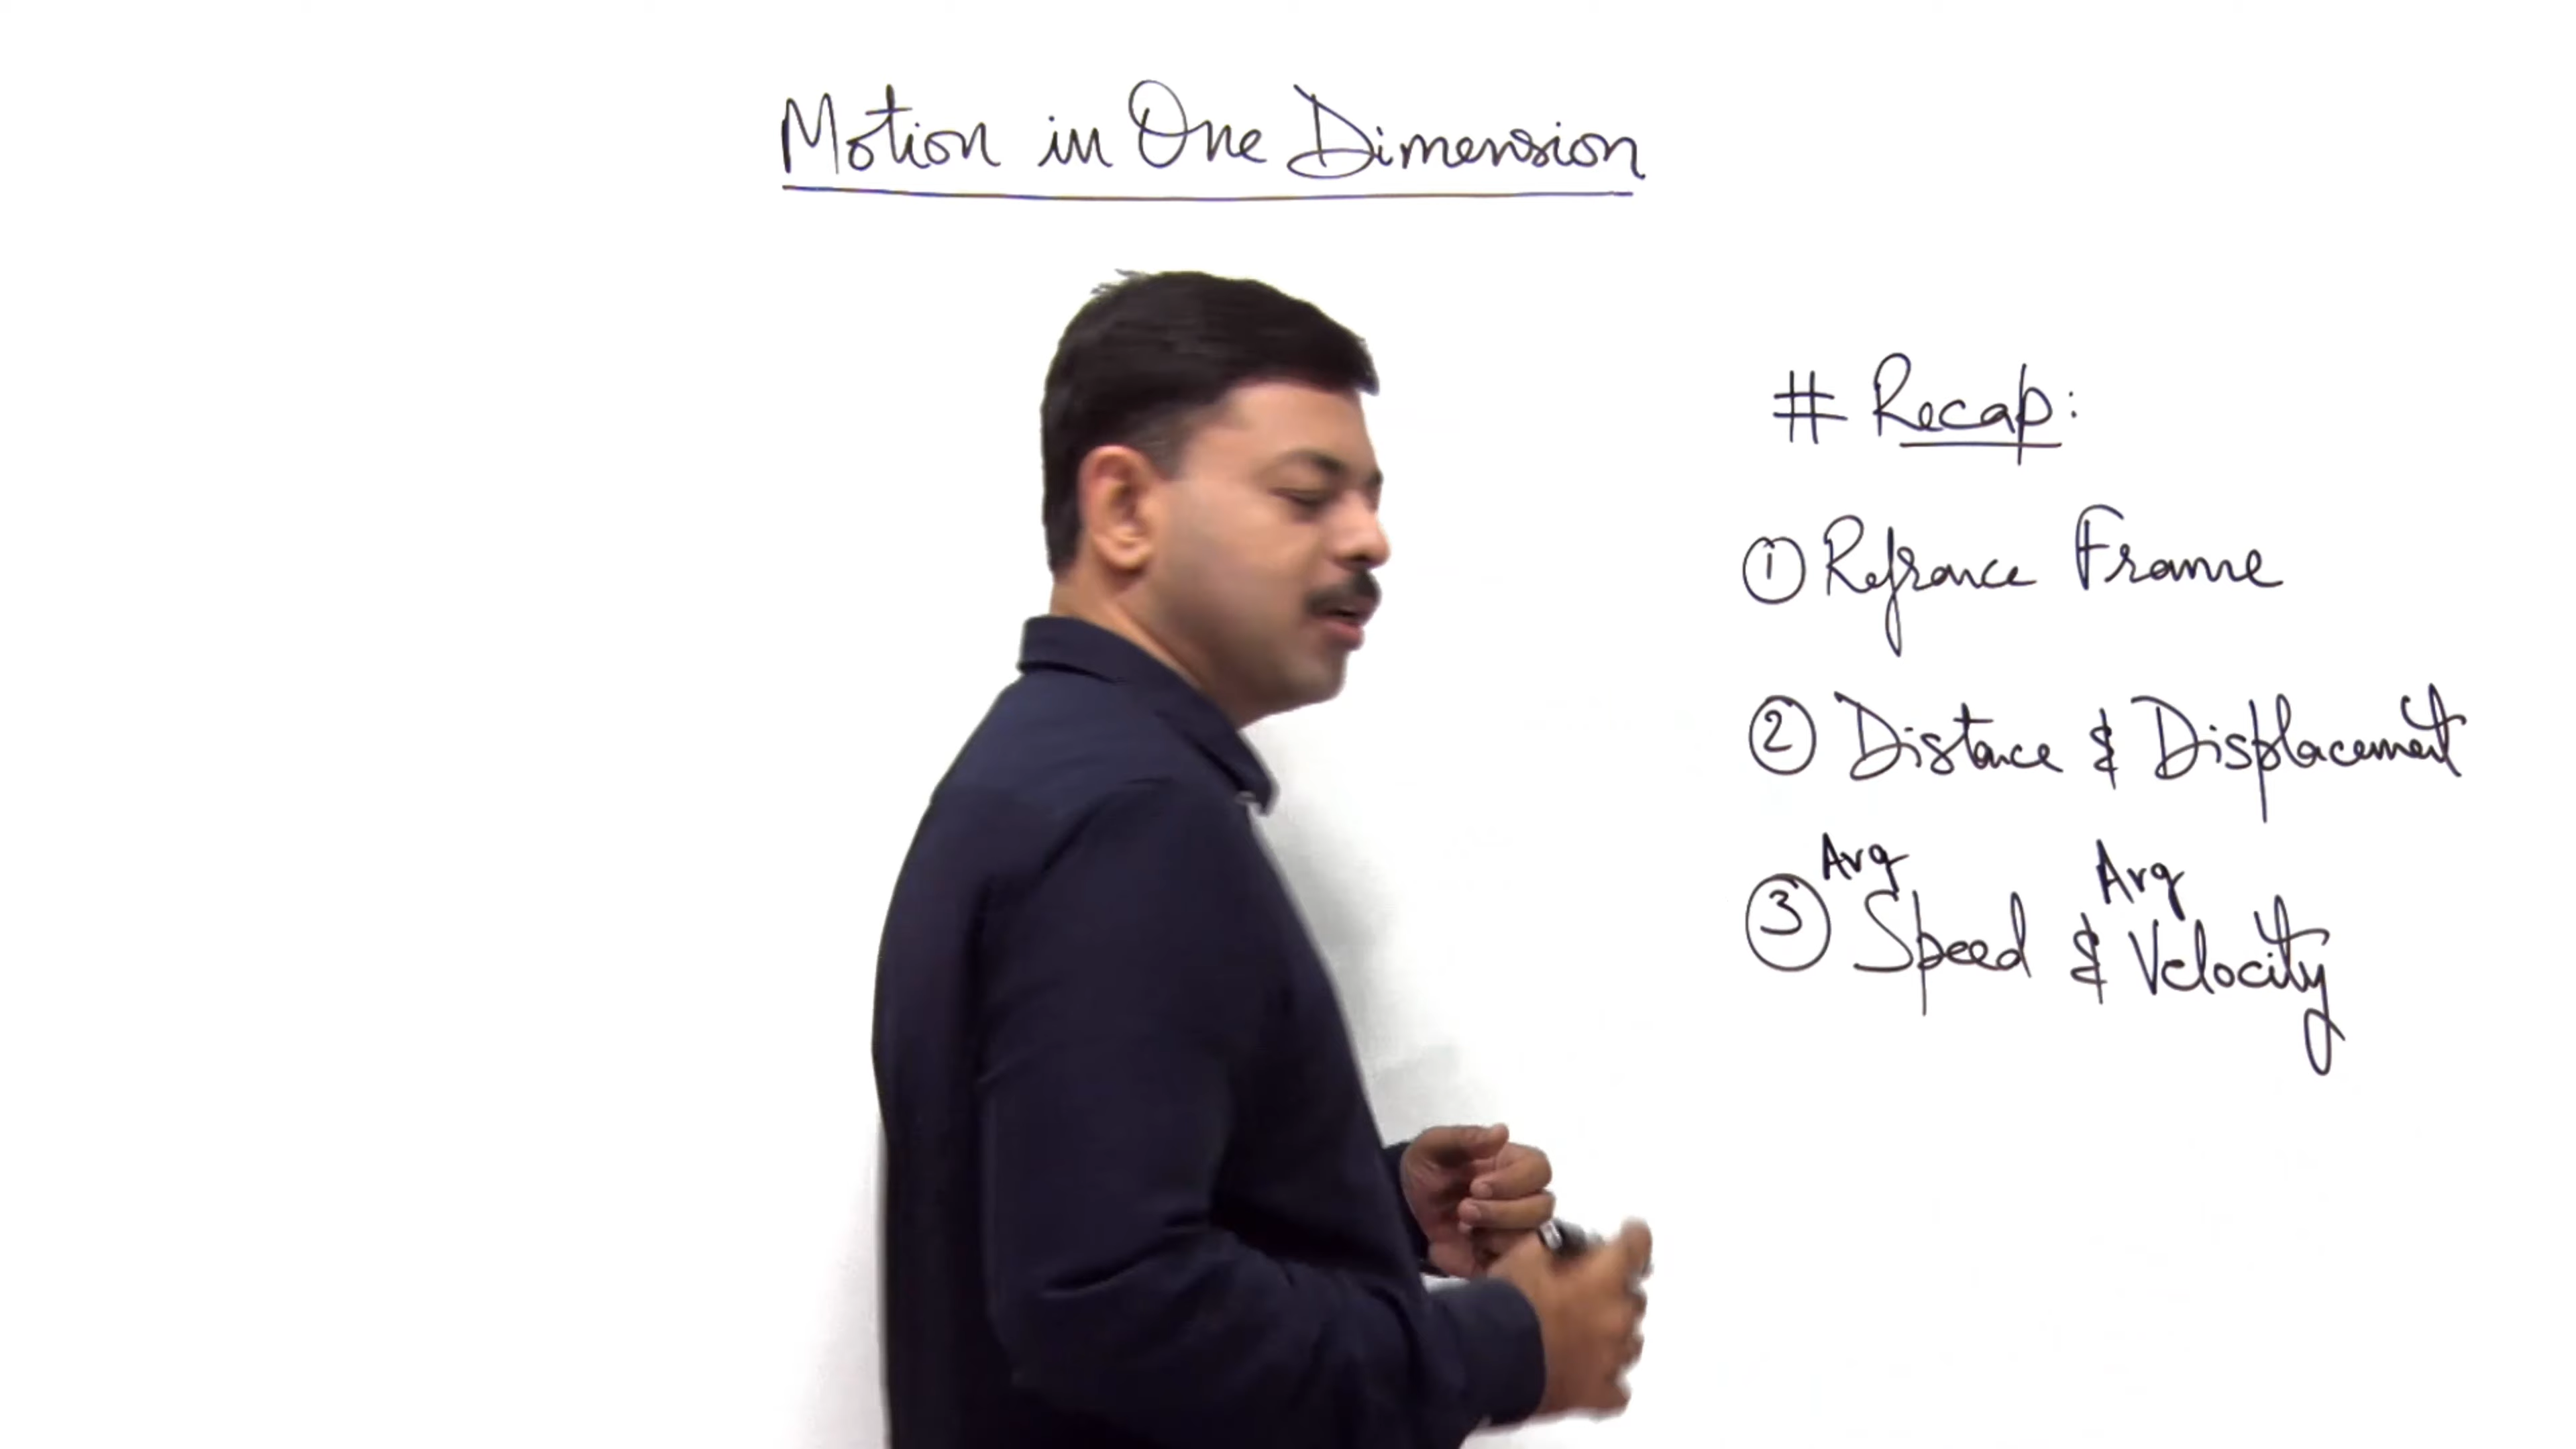 Motion in One Dimension
# Recap:
① Refrance Frame
② Distance & Displacement
Avg Avg
③ Speed & Velocity